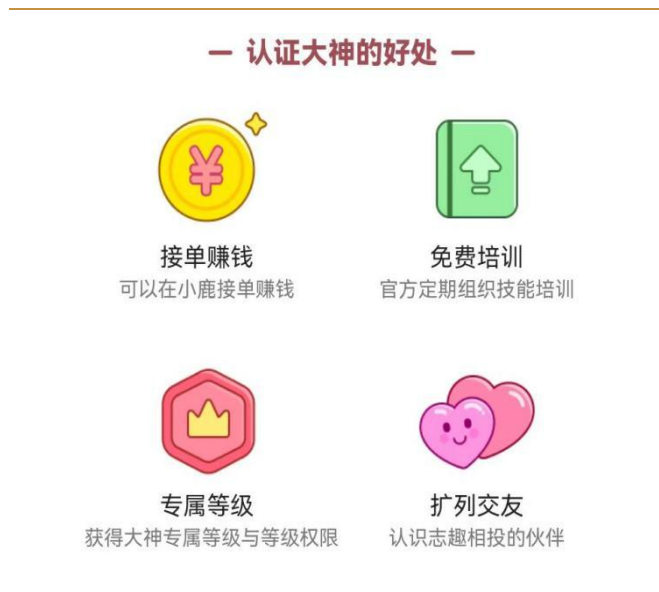 — 认证大神的好处 —
接单赚钱
可以在小鹿接单赚钱
免费培训
官方定期组织技能培训
专属等级
获得大神专属等级与等级权限
扩列交友
认识志趣相投的伙伴